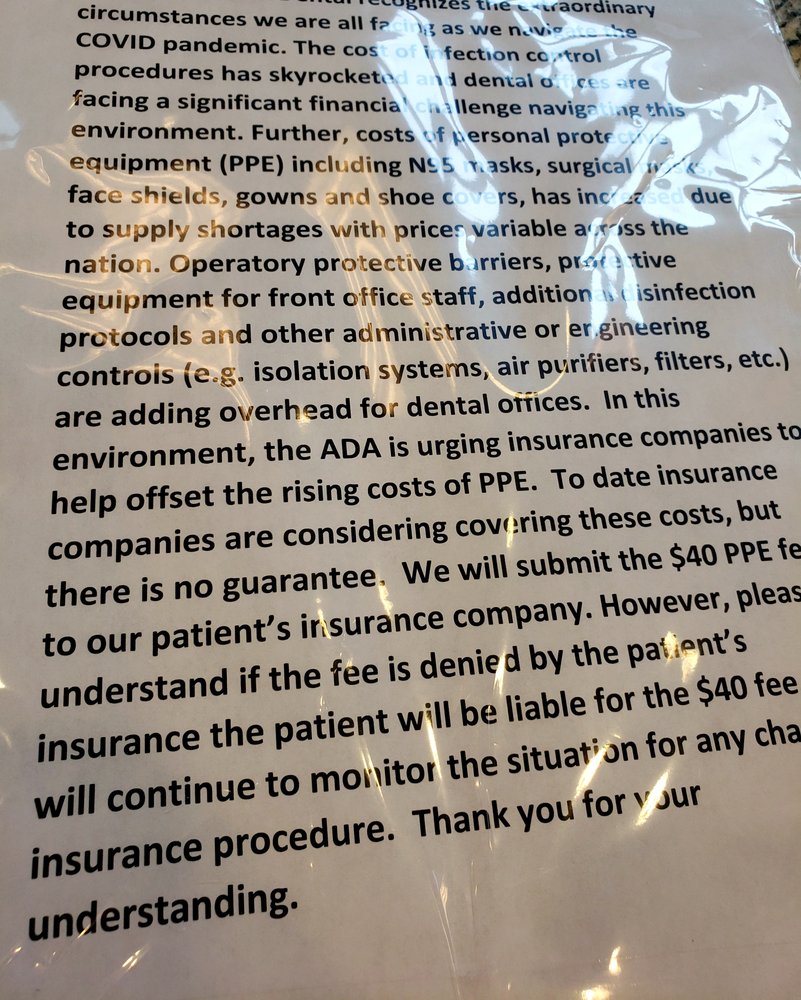 recognizes the extraordinary
circumstances we are all facing as we navigate the
COVID pandemic. The cost of infection control
procedures has skyrocketed and dental offices are
facing a significant financial challenge navigating this
environment. Further, costs of personal protective
equipment (PPE) including N95 masks, surgical masks,
face shields, gowns and shoe covers, has increased due
to supply shortages with prices variable across the
nation. Operatory protective barriers, protective
equipment for front office staff, additional disinfection
protocols and other administrative or engineering
controls (e.g. isolation systems, air purifiers, filters, etc.)
are adding overhead for dental offices. In this
environment, the ADA is urging insurance companies to
help offset the rising costs of PPE. To date insurance
companies are considering covering these costs, but
there is no guarantee. We will submit the $40 PPE fe
to our patient's insurance company. However, pleas
understand if the fee is denied by the patient's
insurance the patient will be liable for the $40 fee
will continue to monitor the situation for any cha
insurance procedure. Thank you for your
understanding.